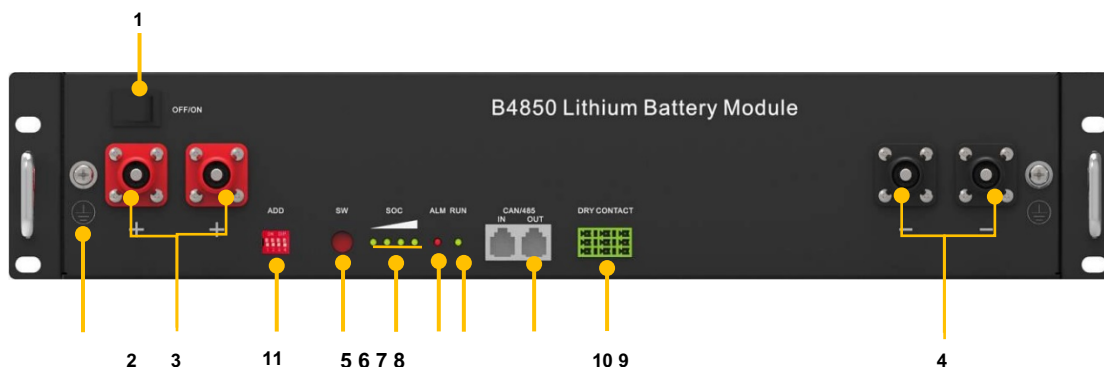 1
OFF/ON
B4850 Lithium Battery Module
ADD
SW
SOC
ALM RUN
CAN/485
IN OUT
DRY CONTACT
+ +
− −
2 3 11 5 6 7 8 10 9 4